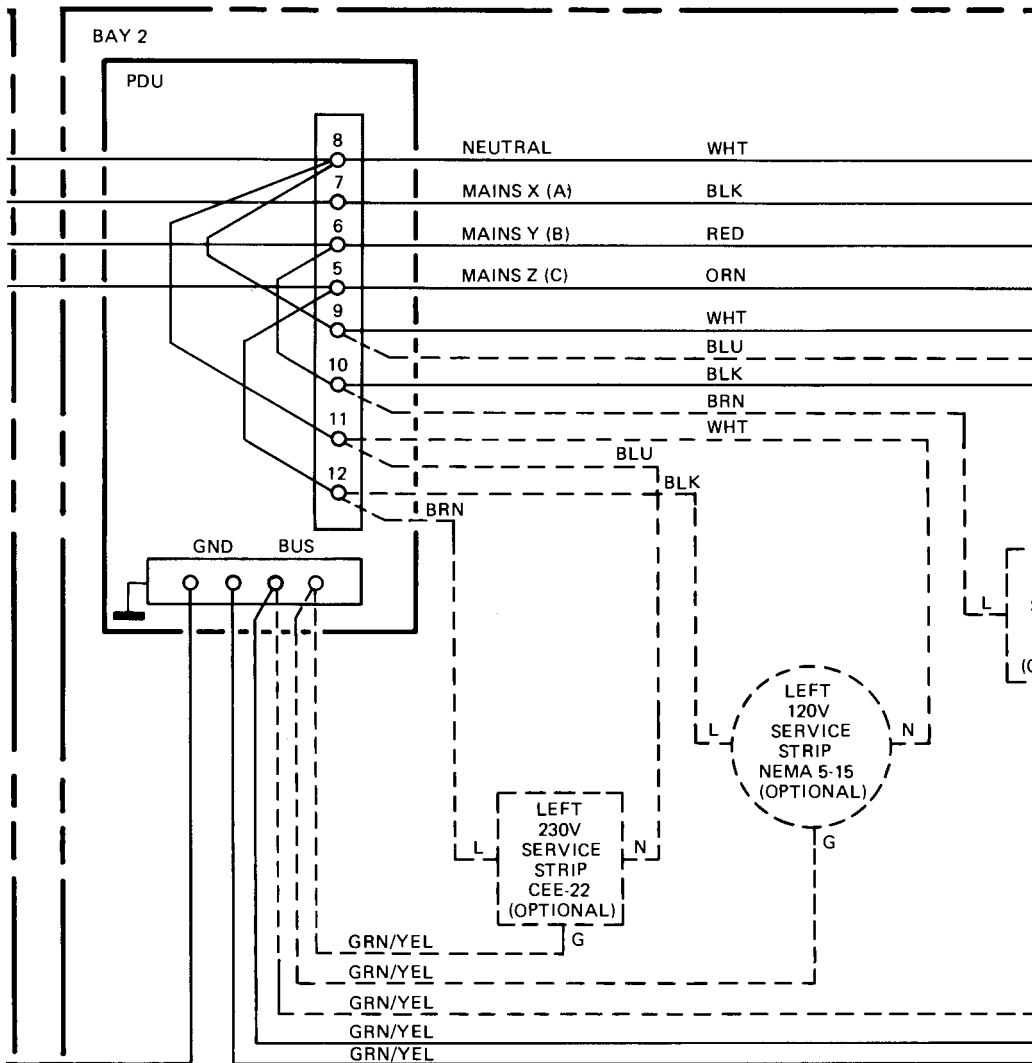 BAY 2
PDU
8
NEUTRAL WHT
7
MAINS X (A) BLK
6
MAINS Y (B) RED
5
MAINS Z (C) ORN
9
WHT
BLU
10
BLK
BRN
11
WHT
BLU
12
BLK
BRN
GND BUS
L
(
LEFT
120V
SERVICE
STRIP
NEMA 5-15
(OPTIONAL)
L
N
G
LEFT
230V
SERVICE
STRIP
CEE-22
(OPTIONAL)
L
N
G
GRN/YEL
GRN/YEL
GRN/YEL
GRN/YEL
GRN/YEL